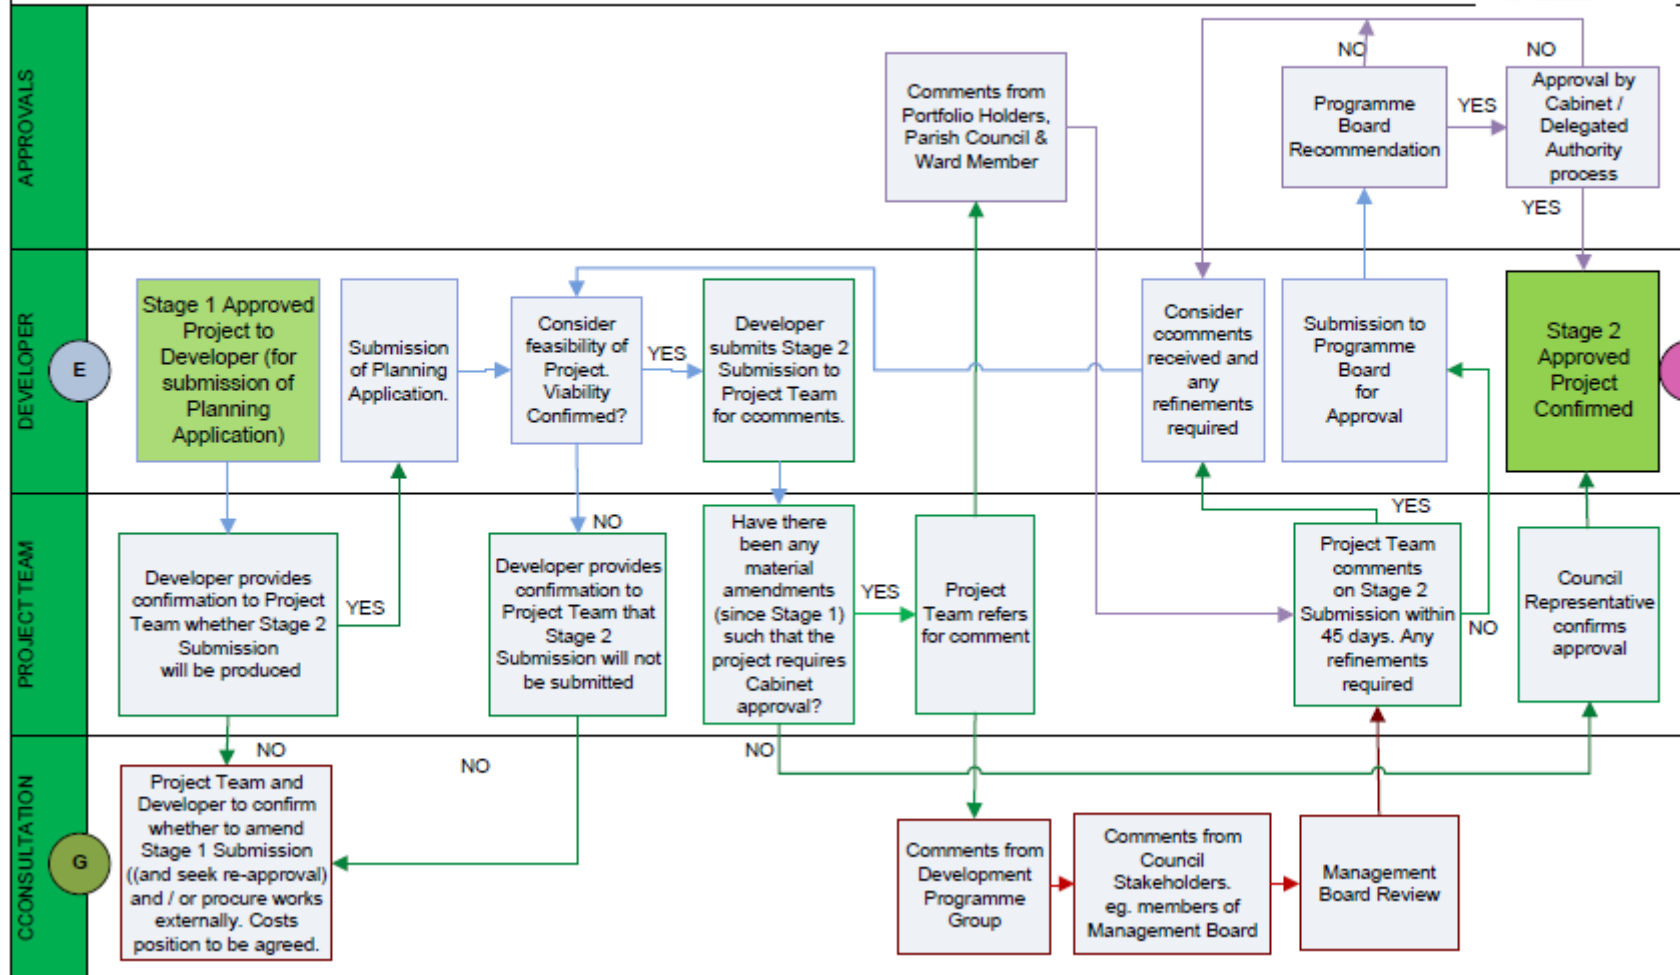 APPROVALS
Comments from
Portfolio Holders,
Parish Council &
Ward Member
NO
Programme
Board
Recommendation
YES
NO
Approval by
Cabinet /
Delegated
Authority
process
YES
DEVELOPER
E
Stage 1 Approved
Project to
Developer (for
submission of
Planning
Application)
Submission
of Planning
Application.
Consider
feasibility of
Project.
Viability
Confirmed?
YES
Developer
submits Stage 2
Submission to
Project Team
for ccomments.
Consider
ccomments
received and
any
refinements
required
Submission to
Programme
Board
for
Approval
Stage 2
Approved
Project
Confirmed
PROJECT TEAM
Developer provides
confirmation to Project
Team whether Stage 2
Submission
will be produced
YES
NO
Developer provides
confirmation to
Project Team that
Stage 2
Submission will not
be submitted
Have there
been any
material
amendments
(since Stage 1)
such that the
project requires
Cabinet
approval?
YES
Project
Team refers
for comment
YES
Project Team
comments
on Stage 2
Submission within
45 days. Any
refinements
required
NO
Council
Representative
confirms
approval
CCONSULTATION
G
NO
Project Team and
Developer to confirm
whether to amend
Stage 1 Submission
((and seek re-approval)
and / or procure works
externally. Costs
position to be agreed.
NO
NO
Comments from
Development
Programme
Group
Comments from
Council
Stakeholders.
eg. members of
Management Board
Management
Board Review